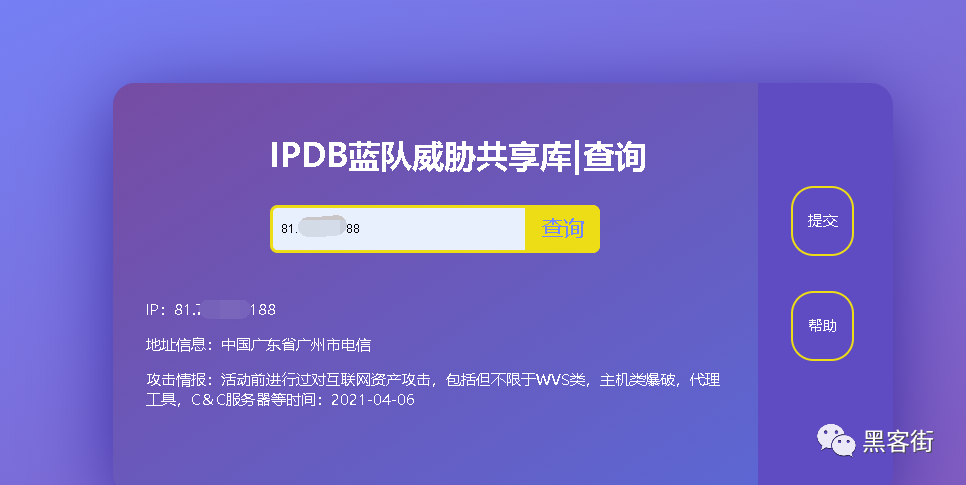 IPDB蓝队威胁共享库|查询
81. 88 查询
提交
IP：81. 188
地址信息：中国广东省广州市电信
帮助
攻击情报：活动前进行过对互联网资产攻击，包括但不限于WVS类，主机类爆破，代理
工具，C＆C服务器等时间：2021-04-06
黑客街